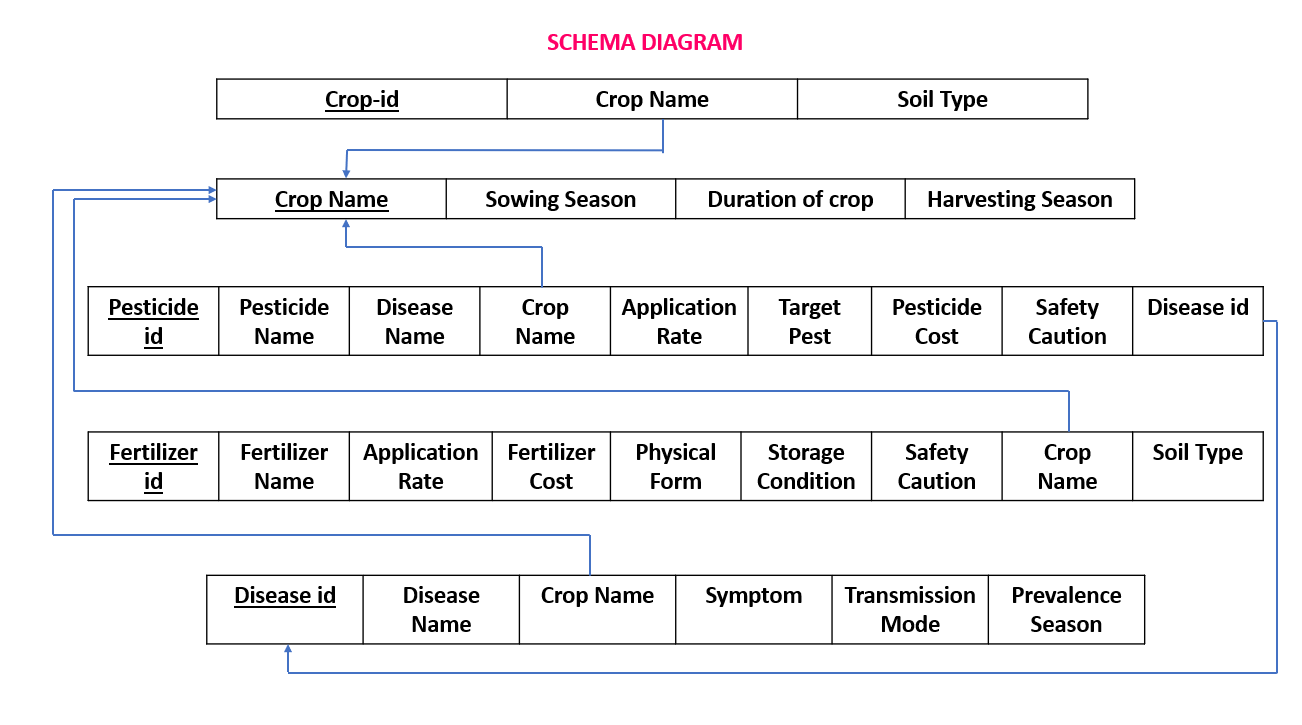 SCHEMA DIAGRAM
Crop-id Crop Name Soil Type
Crop Name Sowing Season Duration of crop Harvesting Season
Pesticide Pesticide Disease Crop Application Target Pesticide Safety Disease id
id Name Name Name Rate Pest Cost Caution
Fertilizer Fertilizer Application Fertilizer Physical Storage Safety Crop Soil Type
id Name Rate Cost Form Condition Caution Name
Disease id Disease Crop Name Symptom Transmission Prevalence
Name Mode Season